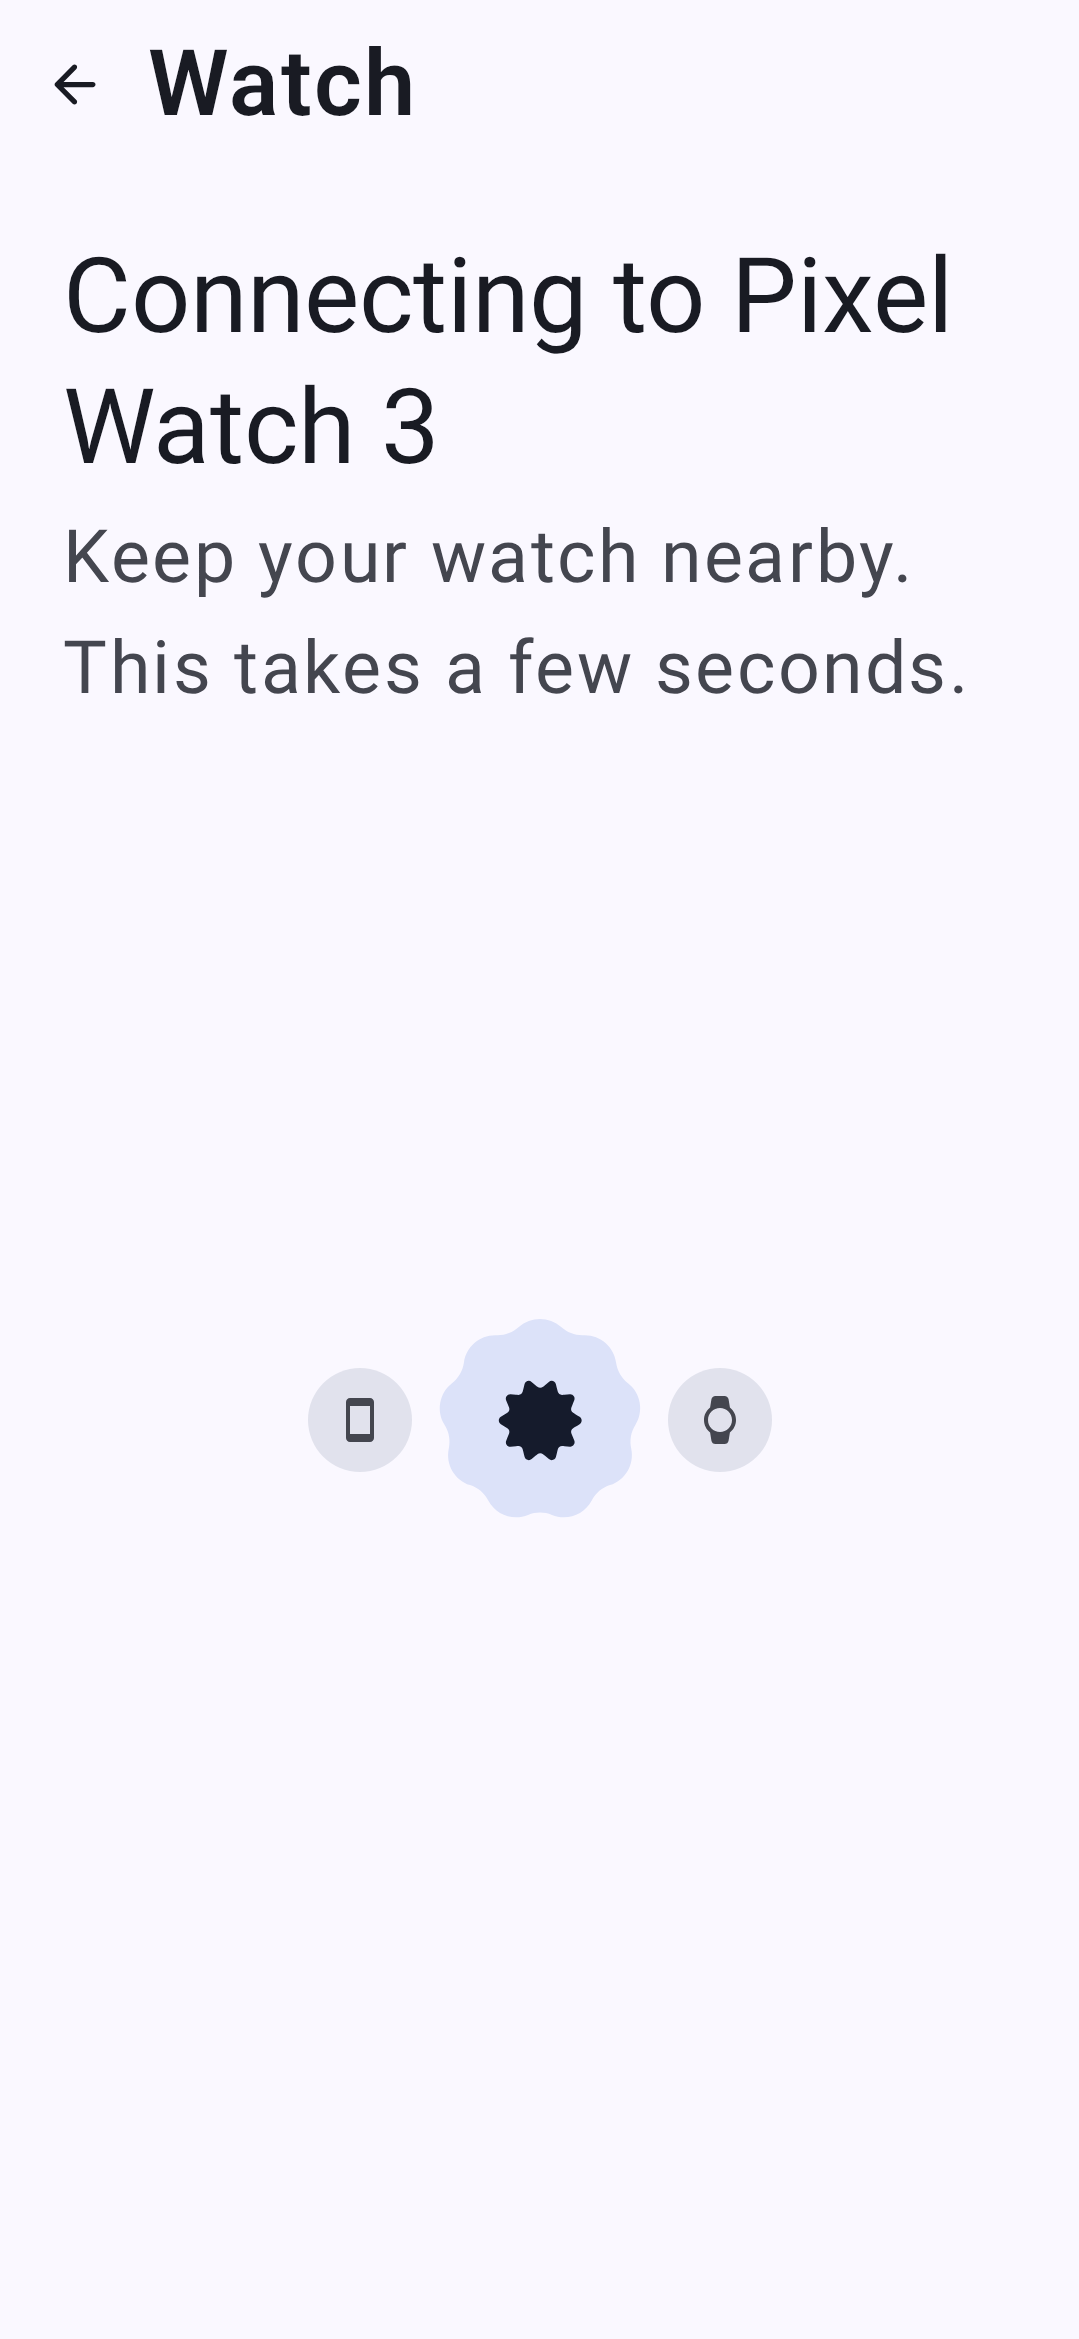 Watch
Connecting to Pixel
Watch 3
Keep your watch nearby.
This takes a few seconds.